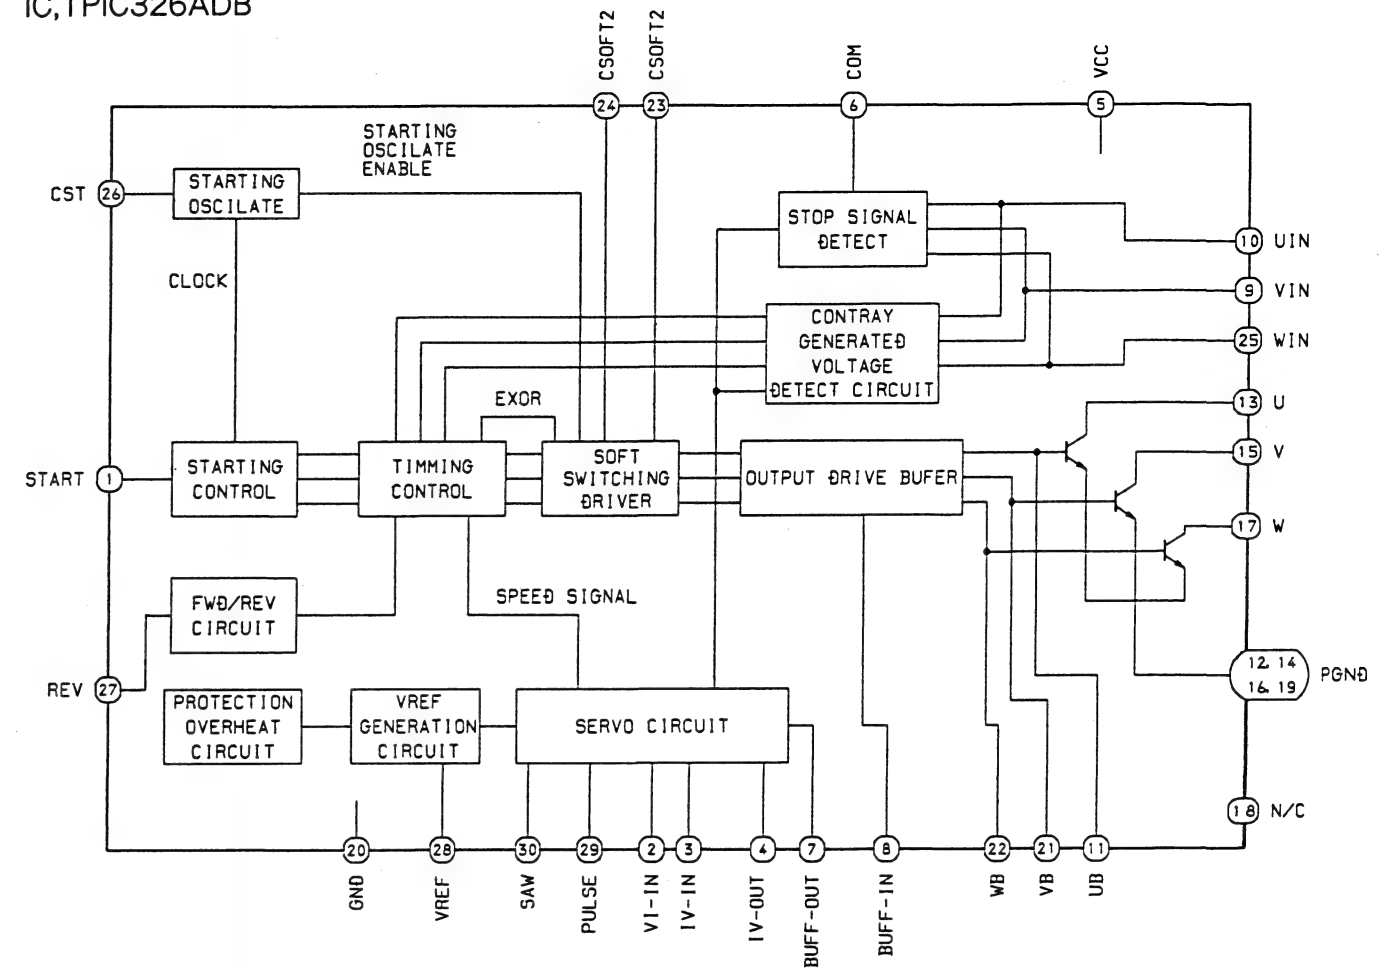 IC,TPIC326ADB
CSOFT2
CSOFT2
COM
VCC
24
23
6
5
STARTING
OSCILATE
ENABLE
CST
26
STARTING
OSCILATE
STOP SIGNAL
DETECT
10
UIN
CLOCK
9
VIN
CONTRAY
GENERATED
VOLTAGE
DETECT CIRCUIT
25
WIN
EXOR
13
U
START
1
STARTING
CONTROL
TIMMING
CONTROL
SOFT
SWITCHING
DRIVER
OUTPUT DRIVE BUFER
15
V
17
W
FWD/REV
CIRCUIT
SPEED SIGNAL
REV
27
12. 14
16. 19
PGND
PROTECTION
OVERHEAT
CIRCUIT
VREF
GENERATION
CIRCUIT
SERVO CIRCUIT
18
N/C
20
28
30
29
2
3
4
7
8
22
21
11
GND
VREF
SAW
PULSE
VI-IN
IV-IN
IV-OUT
BUFF-OUT
BUFF-IN
WB
VB
UB